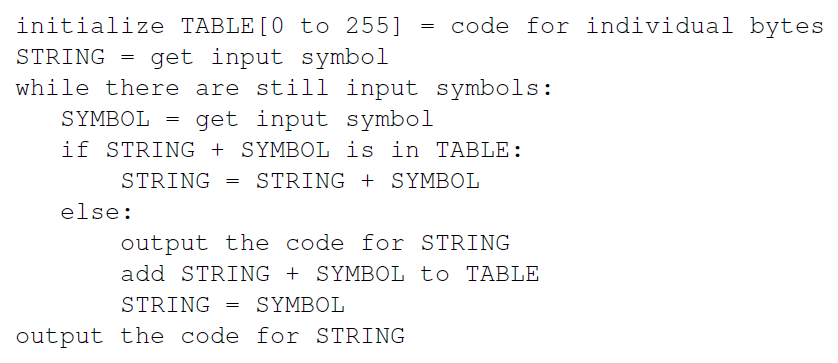 initialize TABLE[0 to 255] = code for individual bytes
STRING = get input symbol
while there are still input symbols:
   SYMBOL = get input symbol
   if STRING + SYMBOL is in TABLE:
       STRING = STRING + SYMBOL
   else:
       output the code for STRING
       add STRING + SYMBOL to TABLE
       STRING = SYMBOL
output the code for STRING